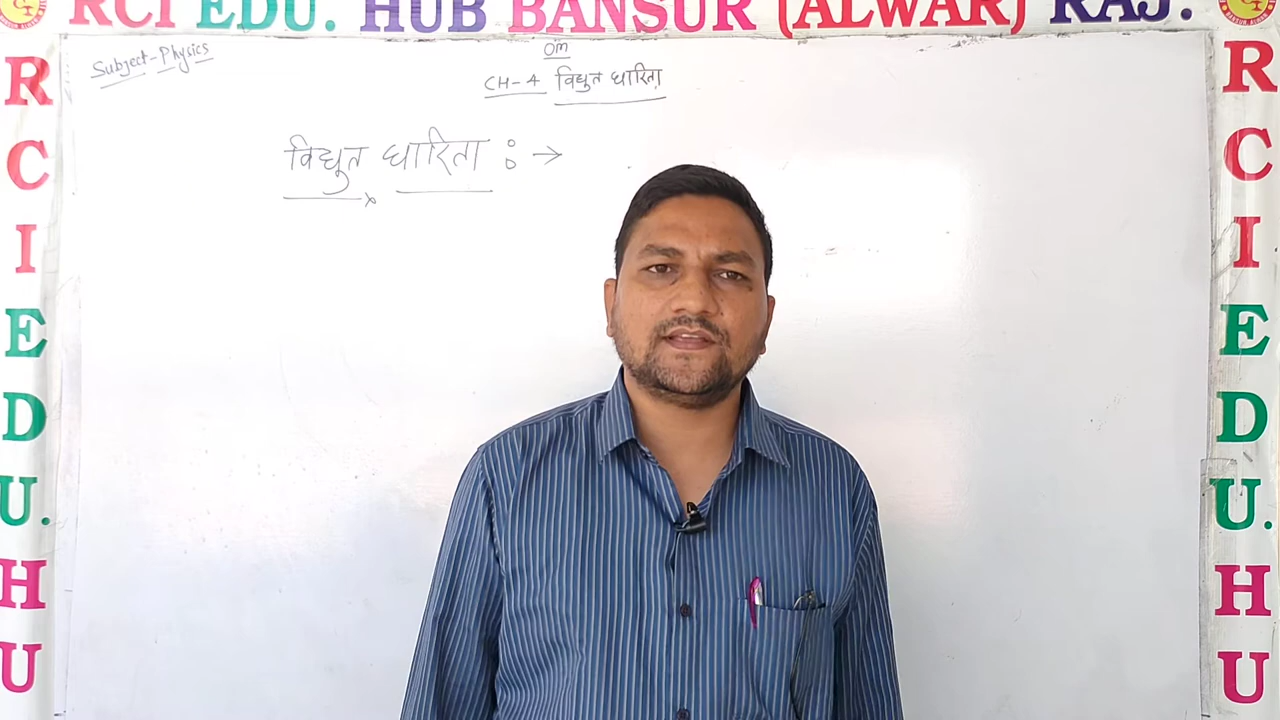 RCI EDU. HUB BANSUR (ALWAR) RAJ.
Subject-Physics
Om
CH-4 विद्युत धारिता
विद्युत धारिता :→
R
C
I
E
D
U.
H
U
R
C
I
E
D
U.
H
U